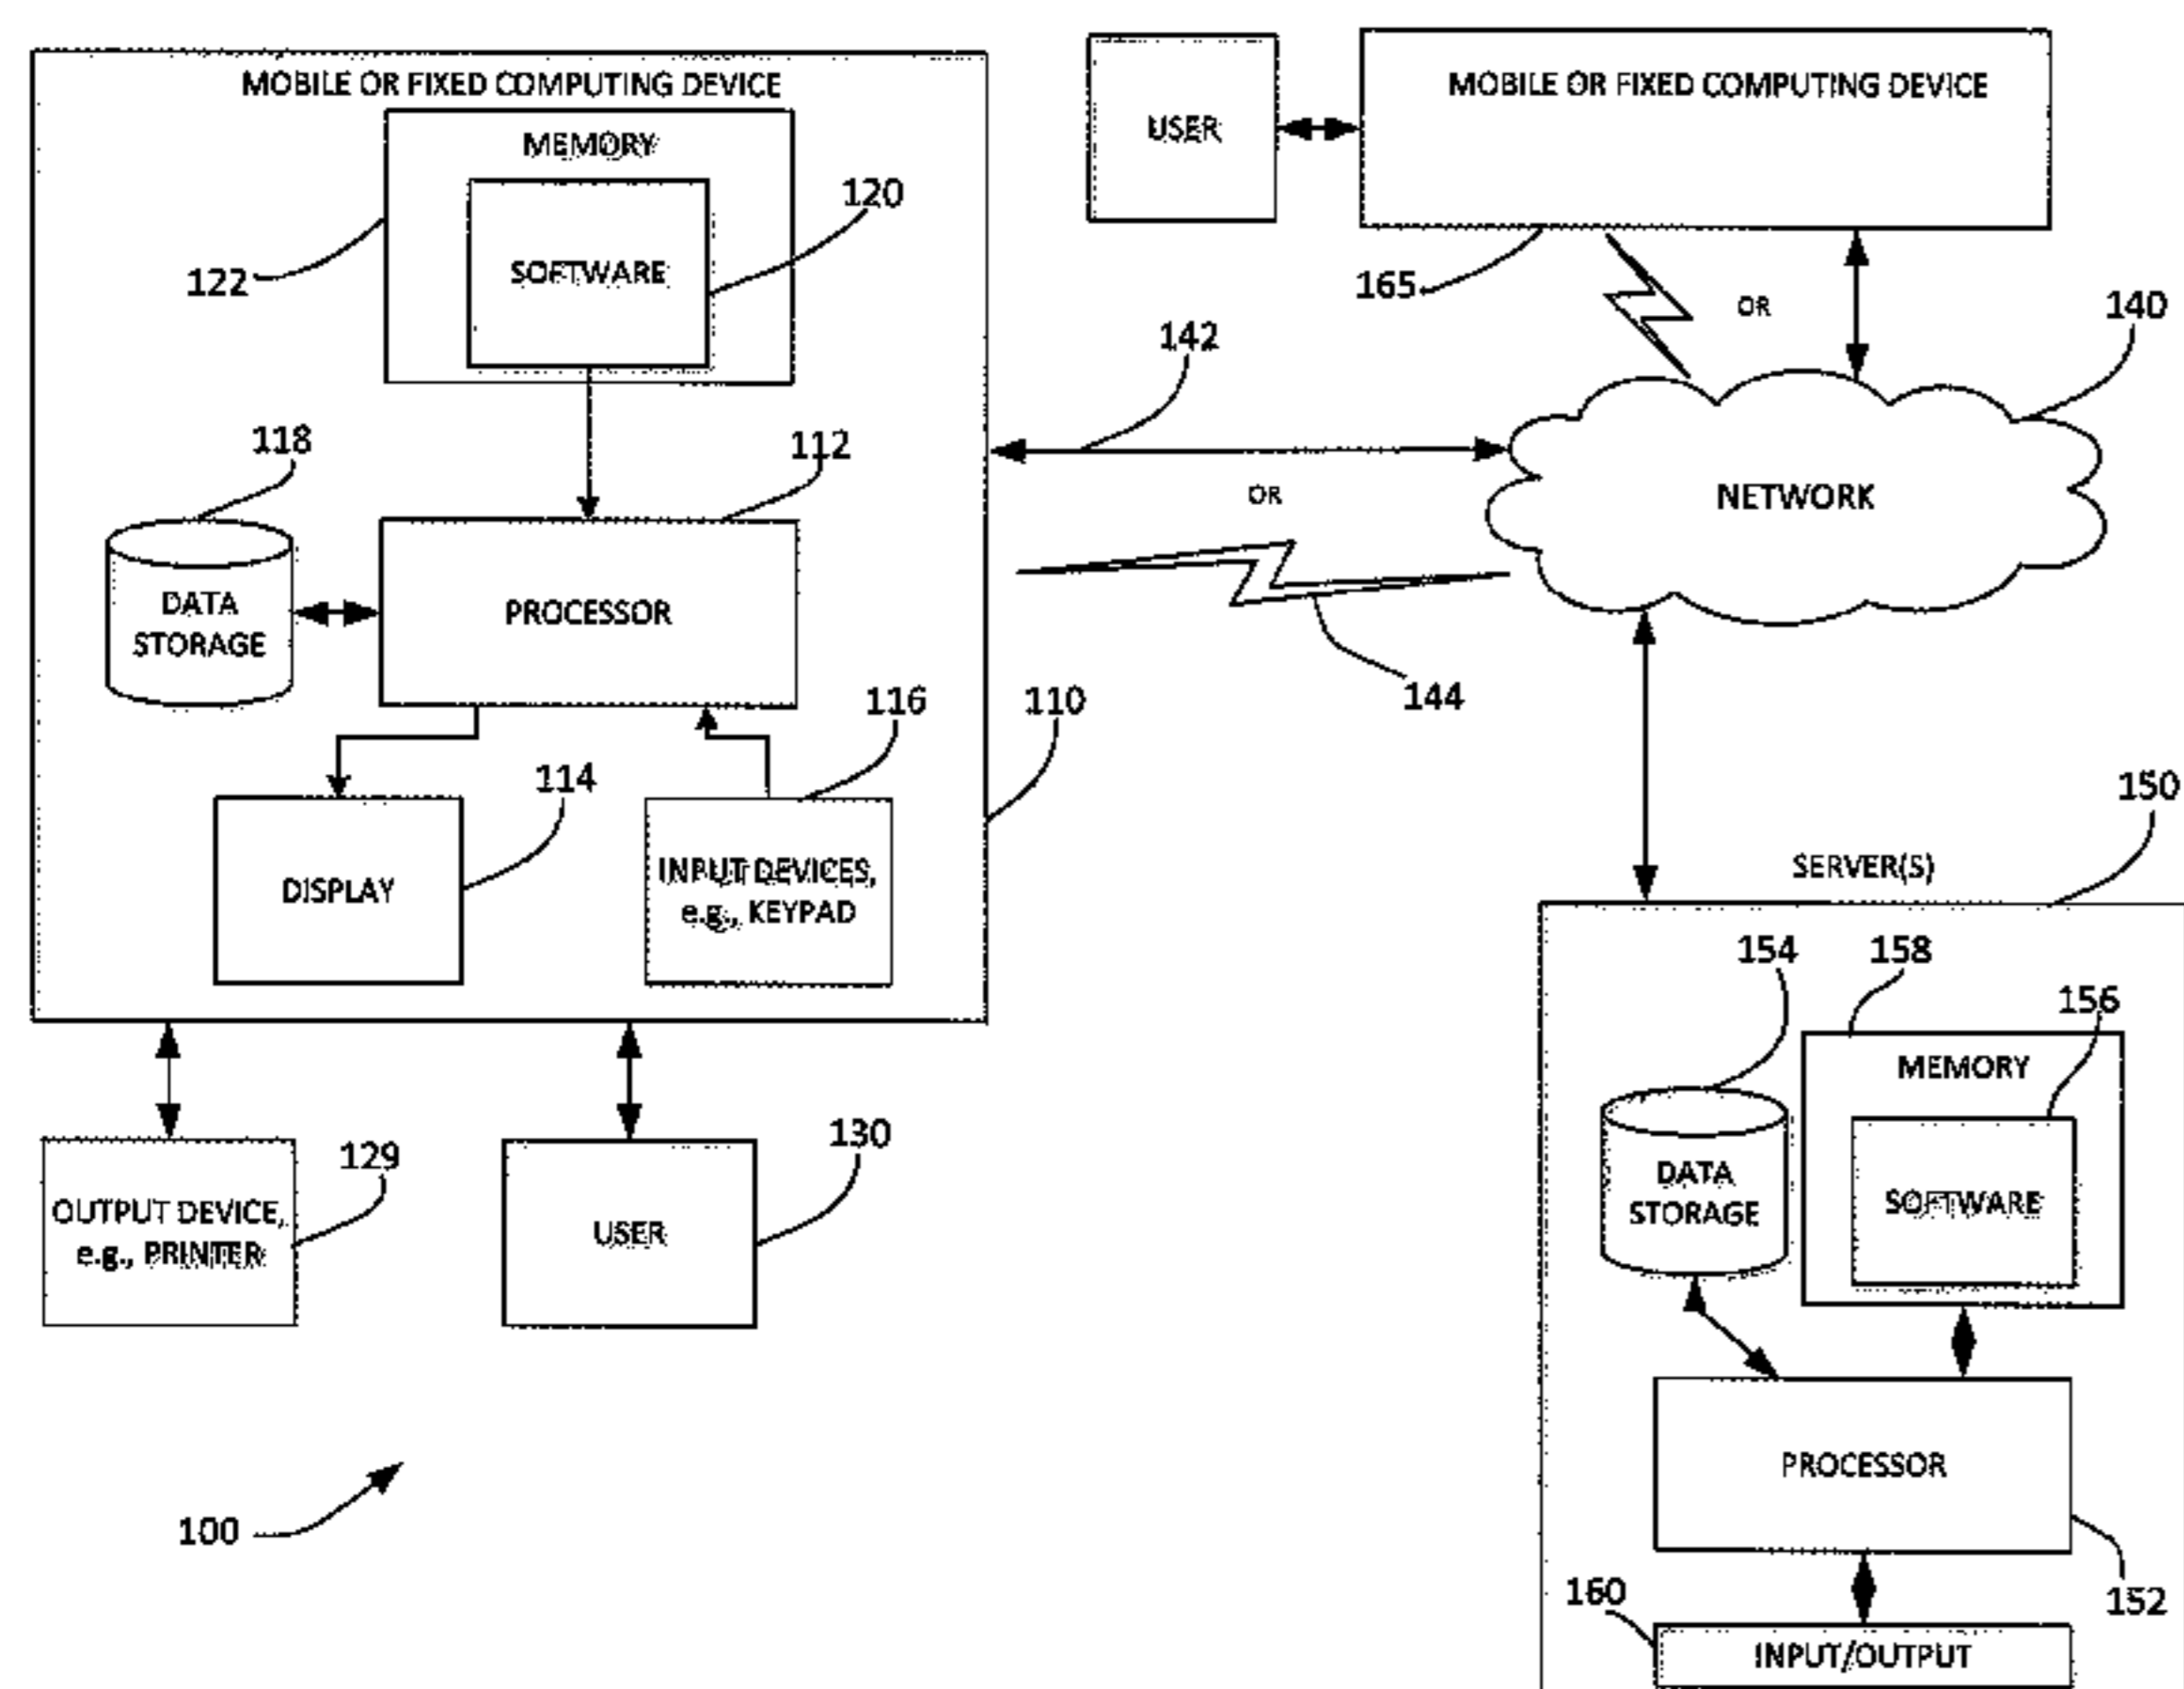 MOBILE OR FIXED COMPUTING DEVICE
MEMORY
SOFTWARE
120
122
118
112
DATA
STORAGE
PROCESSOR
116
110
114
DISPLAY
INPUT DEVICES,
e.g., KEYPAD
129
130
OUTPUT DEVICE,
e.g., PRINTER
USER
100
USER
MOBILE OR FIXED COMPUTING DEVICE
165
OR
140
142
OR
NETWORK
144
150
SERVER(S)
154
158
156
MEMORY
DATA
STORAGE
SOFTWARE
PROCESSOR
152
160
INPUT/OUTPUT